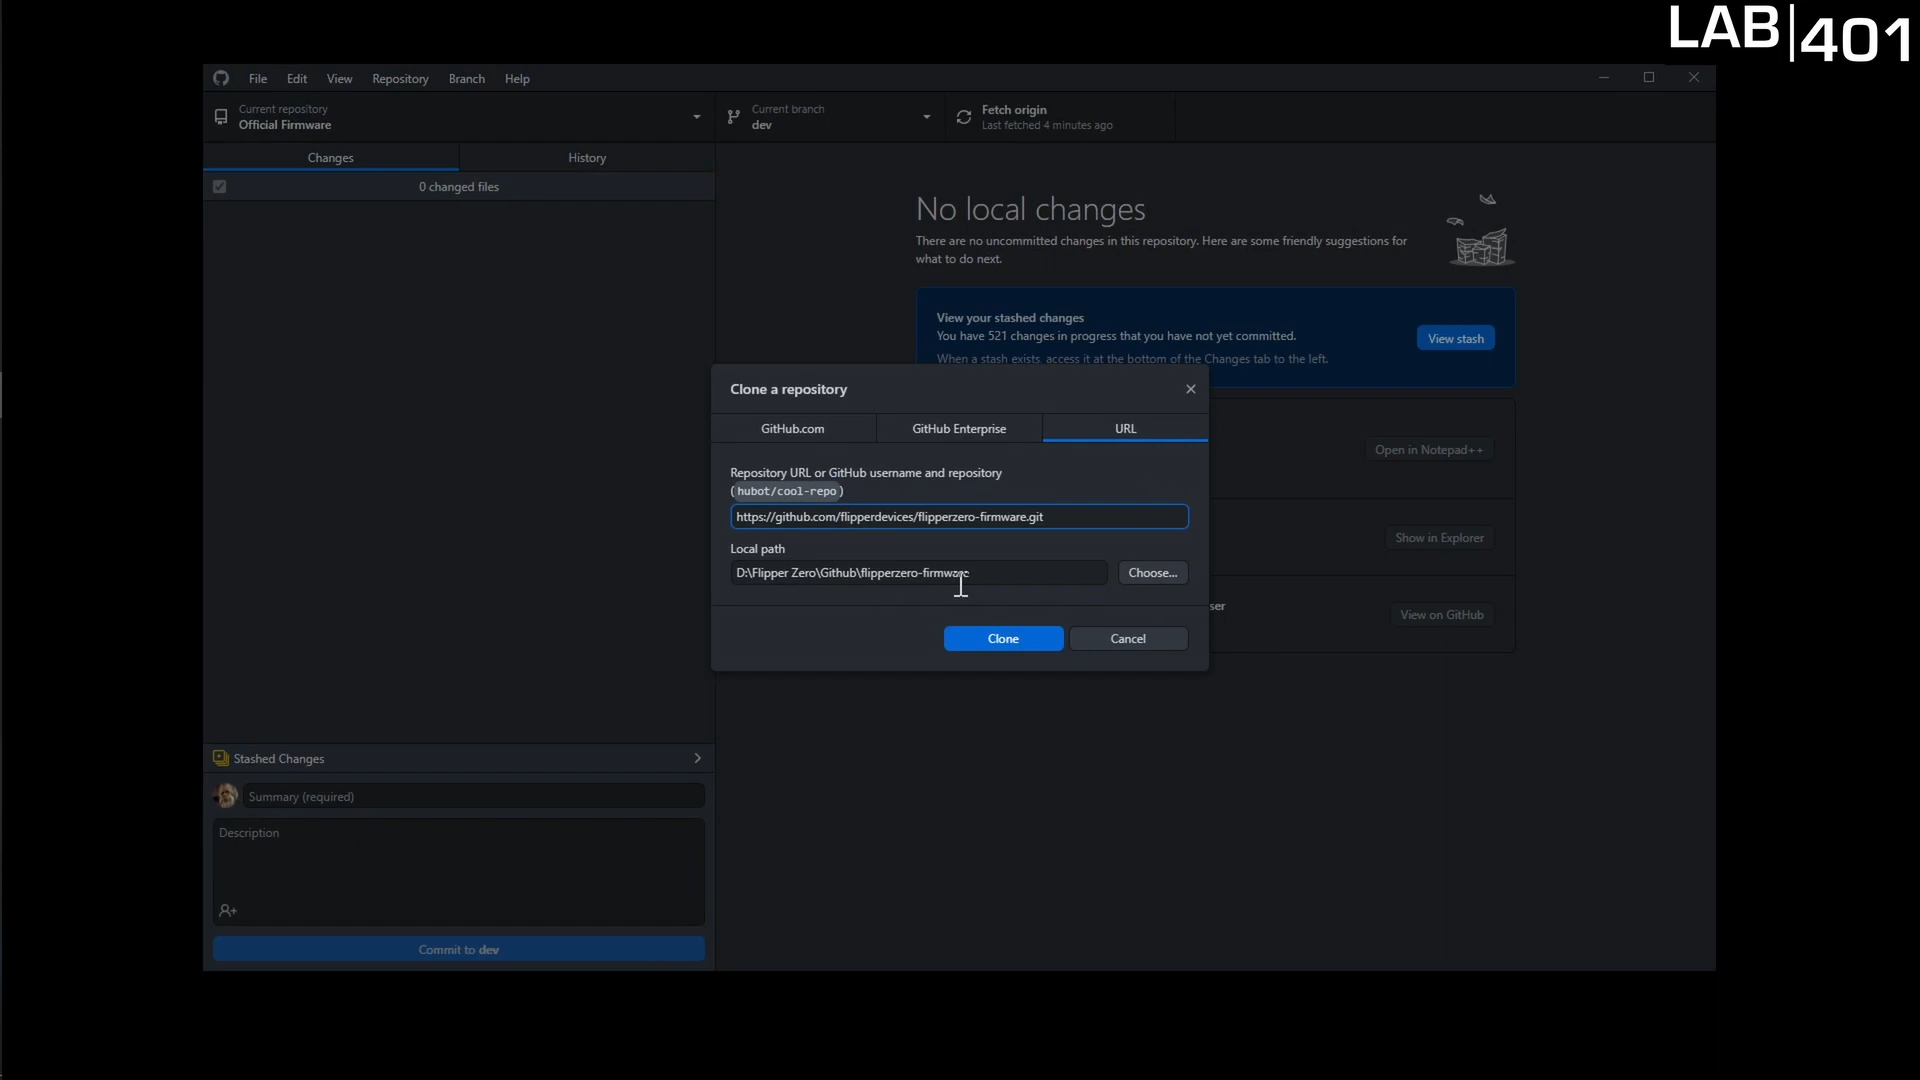 LAB|401
File Edit View Repository Branch Help
Current repository
Official Firmware
Current branch
dev
Fetch origin
Last fetched 4 minutes ago
Changes
History
0 changed files
No local changes
There are no uncommitted changes in this repository. Here are some friendly suggestions for
what to do next.
View your stashed changes
You have 521 changes in progress that you have not yet committed.
When a stash exists, access it at the bottom of the Changes tab to the left.
View stash
Clone a repository
GitHub.com
GitHub Enterprise
URL
Open in Notepad++
Repository URL or GitHub username and repository
(hubot/cool-repo)
https://github.com/flipperdevices/flipperzero-firmware.git
Show in Explorer
Local path
D:\Flipper Zero\Github\flipperzero-firmware
Choose...
ser
View on GitHub
Clone
Cancel
Stashed Changes
Summary (required)
Description
Commit to dev